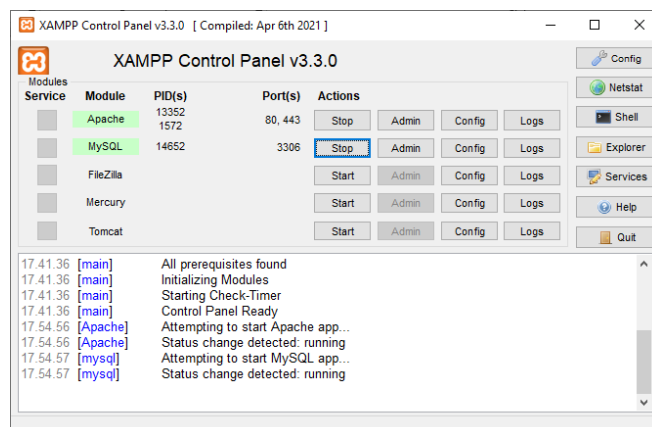 XAMPP Control Panel v3.3.0 [ Compiled: Apr 6th 2021 ]
XAMPP Control Panel v3.3.0
Config
Modules
Service Module PID(s) Port(s) Actions
Netstat
Apache 13352 1572 80, 443 Stop Admin Config Logs
Shell
MySQL 14652 3306 Stop Admin Config Logs
Explorer
FileZilla Start Admin Config Logs
Services
Mercury Start Admin Config Logs
Help
Tomcat Start Admin Config Logs
Quit
17.41.36 [main] All prerequisites found
17.41.36 [main] Initializing Modules
17.41.36 [main] Starting Check-Timer
17.41.36 [main] Control Panel Ready
17.54.56 [Apache] Attempting to start Apache app...
17.54.56 [Apache] Status change detected: running
17.54.57 [mysql] Attempting to start MySQL app...
17.54.57 [mysql] Status change detected: running